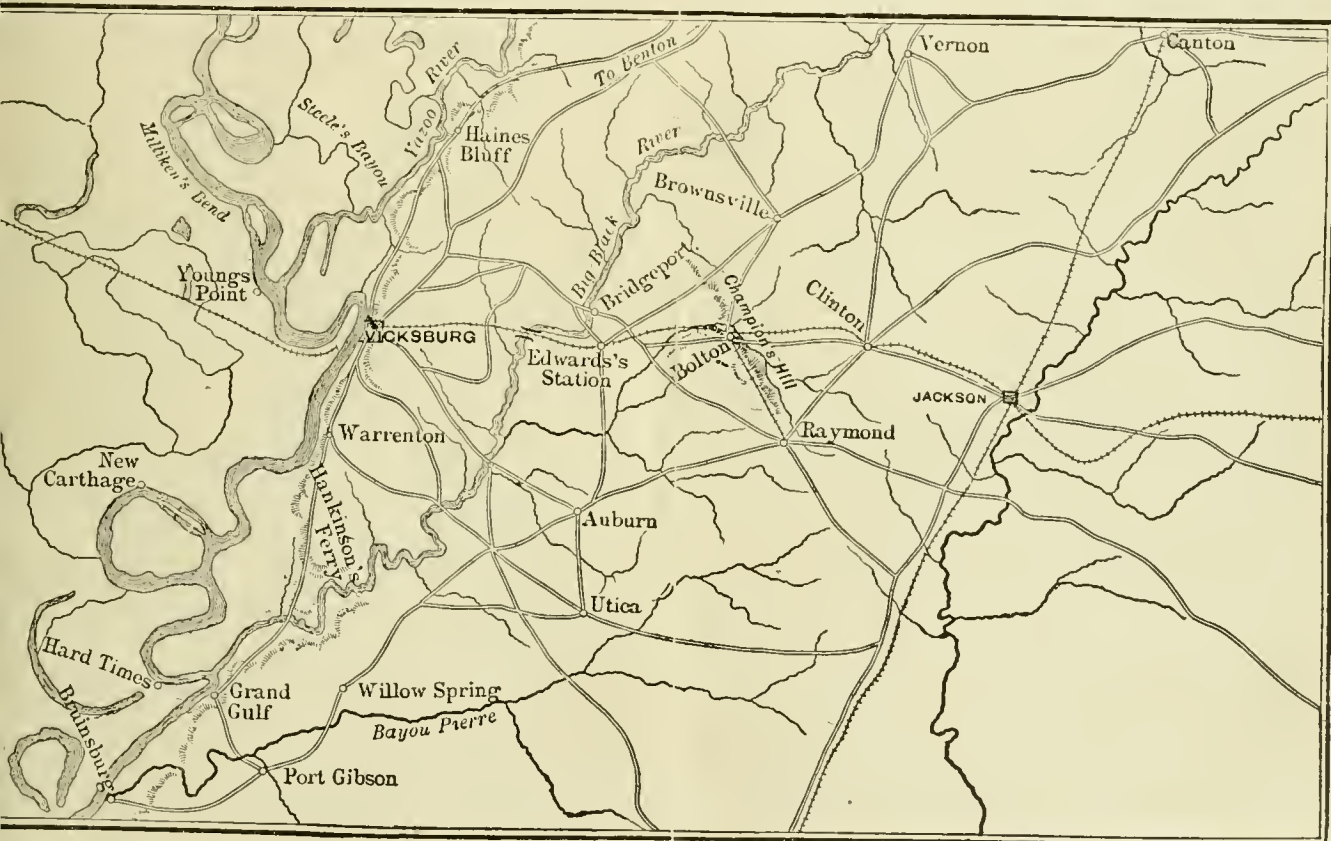 Vernon
Canton
To Benton
River
Yazoo
Steele's Bayou
Milliken's Bend
Haines
Bluff
River
Brownsville
Big Black
Bridgeport
Youngs
Point
VICKSBURG
Champion's Hill
Clinton
Edwards's
Station
Bolton
JACKSON
Warrenton
Raymond
New
Carthage
Hankinson's
Ferry
Auburn
Utica
Hard Times
Grand
Gulf
Willow Spring
Bayou Pierre
Bruinsburg
Port Gibson